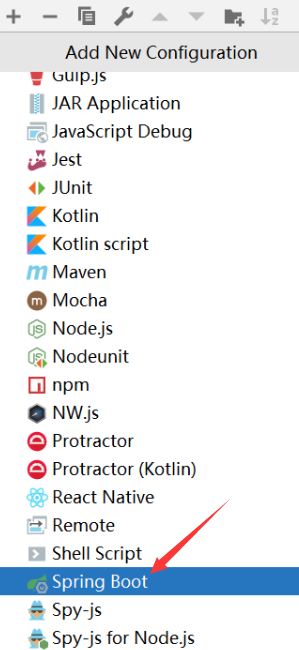 Add New Configuration
Gulp.js
JAR Application
JavaScript Debug
Jest
JUnit
Kotlin
Kotlin script
Maven
Mocha
Node.js
Nodeunit
npm
NW.js
Protractor
Protractor (Kotlin)
React Native
Remote
Shell Script
Spring Boot
Spy-js
Spy-js for Node.js